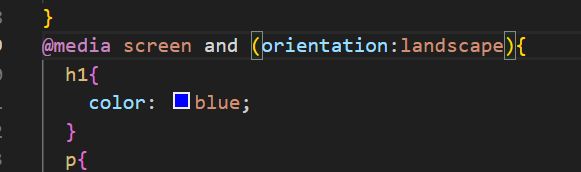 }
@media screen and (orientation:landscape){
h1{
color: blue;
}
p{